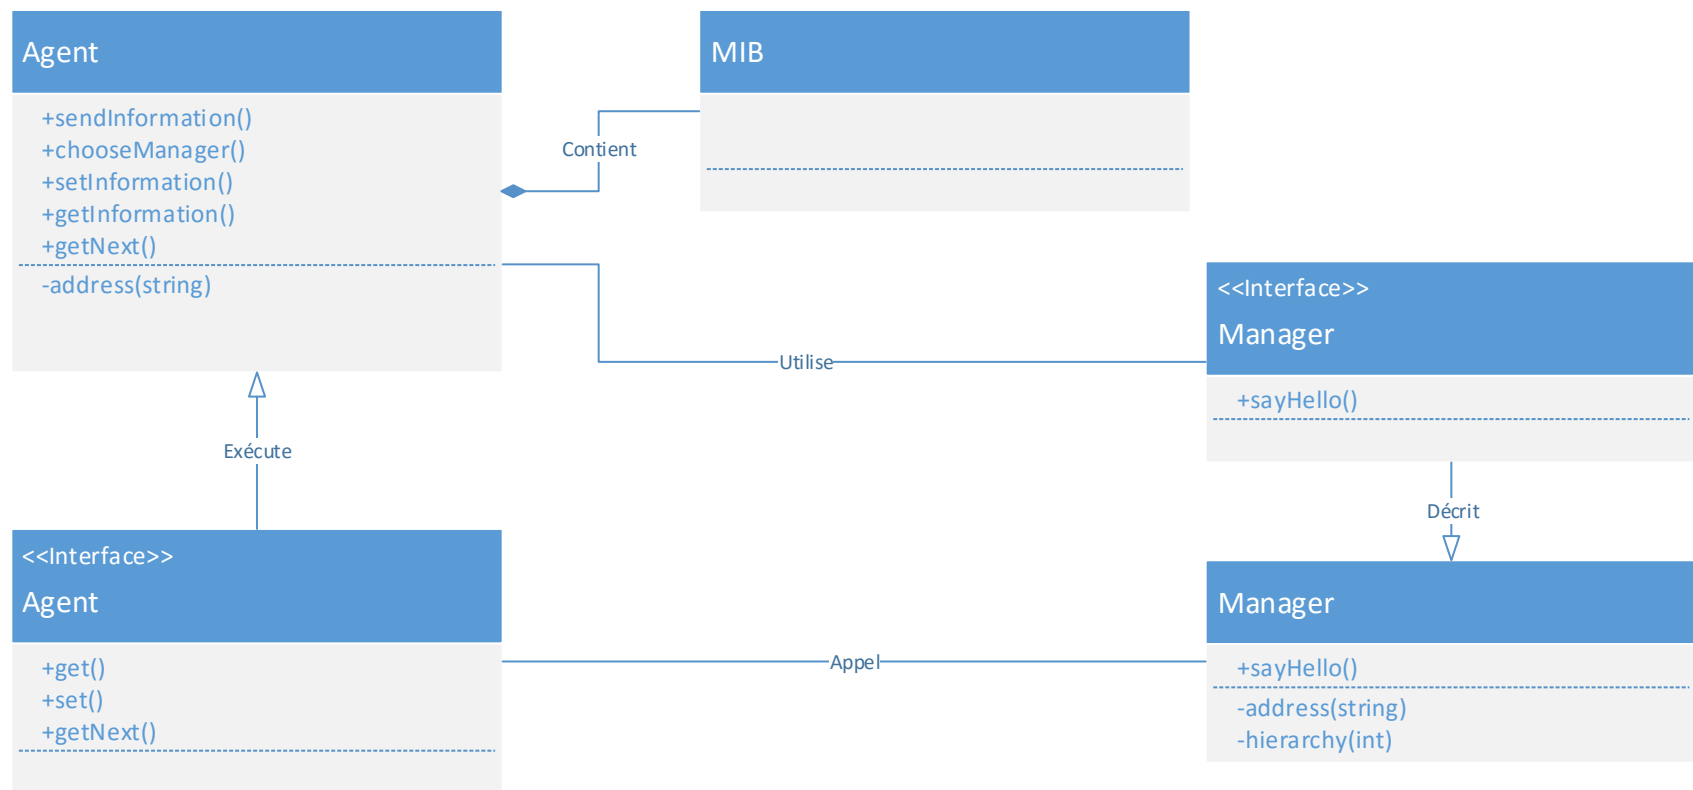 Agent
+sendInformation()
+chooseManager()
+setInformation()
+getInformation()
+getNext()
-address(string)
MIB
Contient
Utilise
<<Interface>>
Manager
+sayHello()
Exécute
Décrit
<<Interface>>
Agent
+get()
+set()
+getNext()
Appel
Manager
+sayHello()
-address(string)
-hierarchy(int)